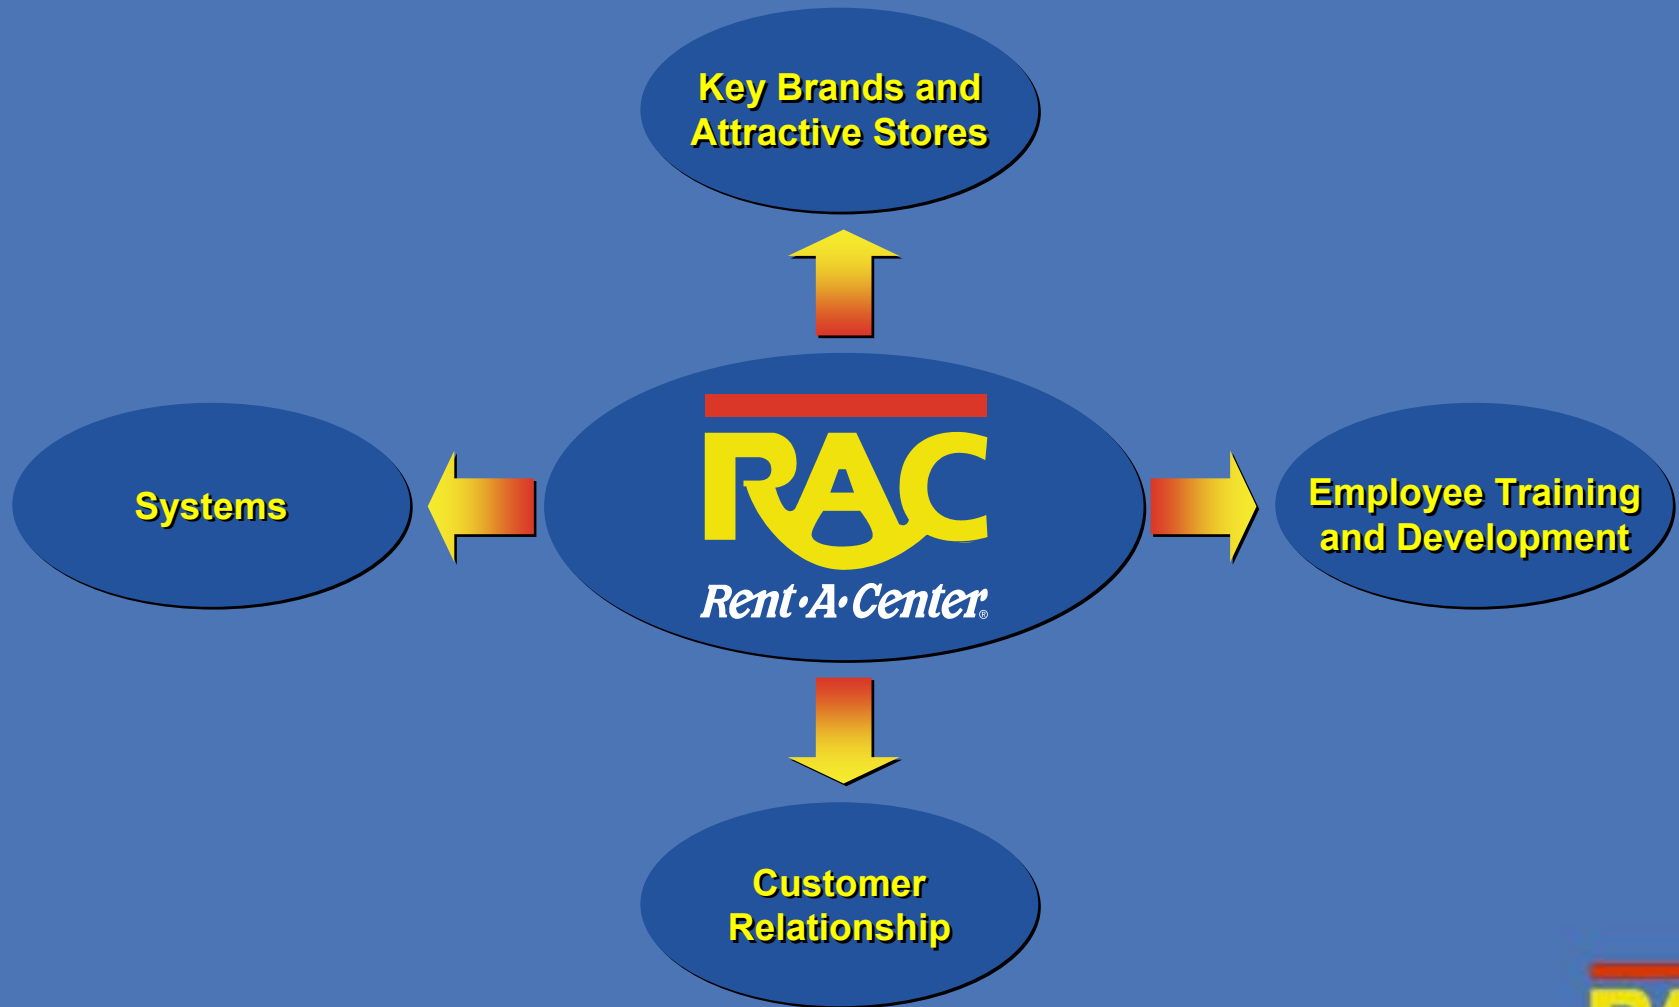 Key Brands and
Attractive Stores
RAC
Rent·A·Center®
Systems
Employee Training
and Development
Customer
Relationship